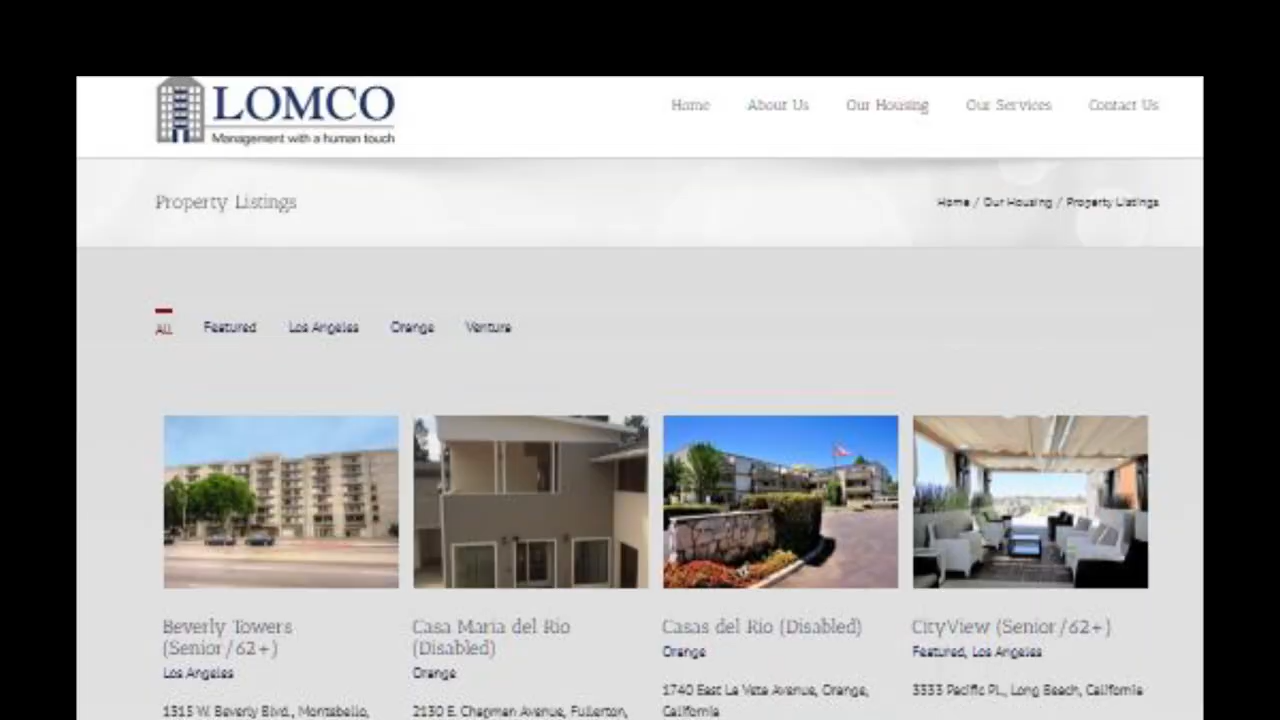 LOMCO
Management with a human touch
Home About Us Our Housing Our Services Contact Us
Property Listings
Home / Our Housing / Property Listings
ALL Featured Los Angeles Orange Ventura
Beverly Towers
(Senior/62+)
Los Angeles
1315 W. Beverly Blvd., Montebello,
Casa Maria del Rio
(Disabled)
Orange
2130 E. Chapman Avenue, Fullerton,
Casas del Rio (Disabled)
Orange
1740 East La Veta Avenue, Orange,
California
CityView (Senior/62+)
Featured, Los Angeles
3333 Pacific Pl., Long Beach, California